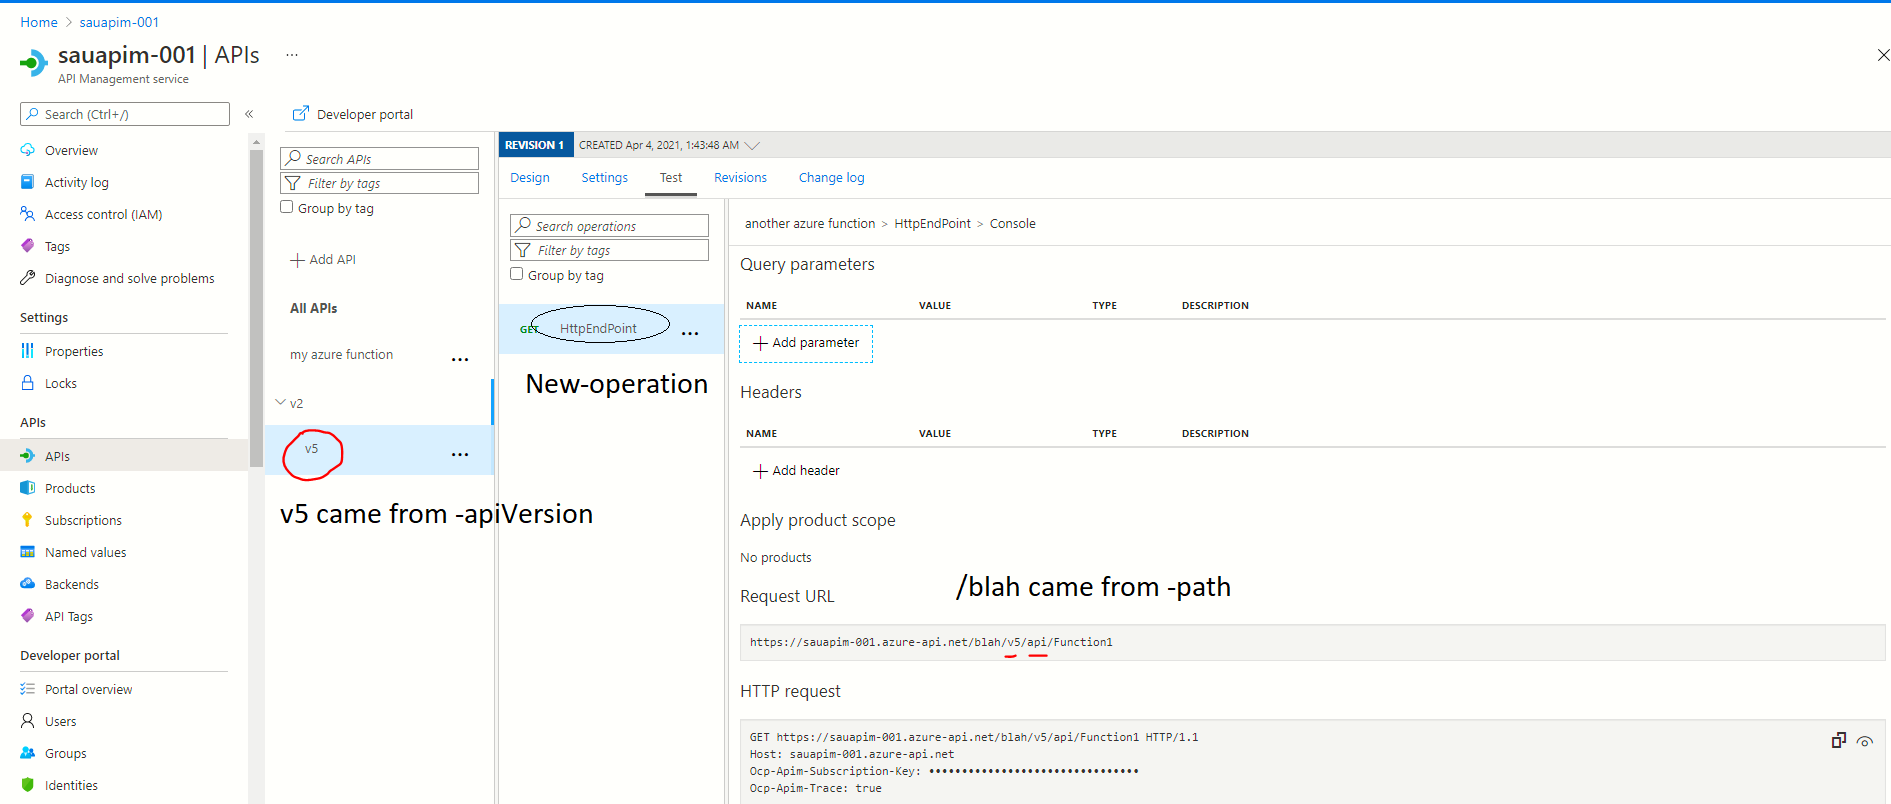 Home > sauapim-001
sauapim-001 | APIs ...
API Management service
Search (Ctrl+/)
«
Overview
Activity log
Access control (IAM)
Tags
Diagnose and solve problems
Settings
Properties
Locks
APIs
APIs
Products
Subscriptions
Named values
Backends
API Tags
Developer portal
Portal overview
Users
Groups
Identities
Developer portal
Search APIs
Filter by tags
Group by tag
+ Add API
All APIs
my azure function ...
v2
v5 ...
v5 came from -apiVersion
REVISION 1 CREATED Apr 4, 2021, 1:43:48 AM
Design Settings Test Revisions Change log
Search operations
Filter by tags
Group by tag
GET HttpEndPoint ...
New-operation
another azure function > HttpEndPoint > Console
Query parameters
NAME VALUE TYPE DESCRIPTION
+ Add parameter
Headers
NAME VALUE TYPE DESCRIPTION
+ Add header
Apply product scope
No products
/blah came from -path
Request URL
https://sauapim-001.azure-api.net/blah/v5/api/Function1
HTTP request
GET https://sauapim-001.azure-api.net/blah/v5/api/Function1 HTTP/1.1
Host: sauapim-001.azure-api.net
Ocp-Apim-Subscription-Key: ••••••••••••••••••••••••••••••••
Ocp-Apim-Trace: true